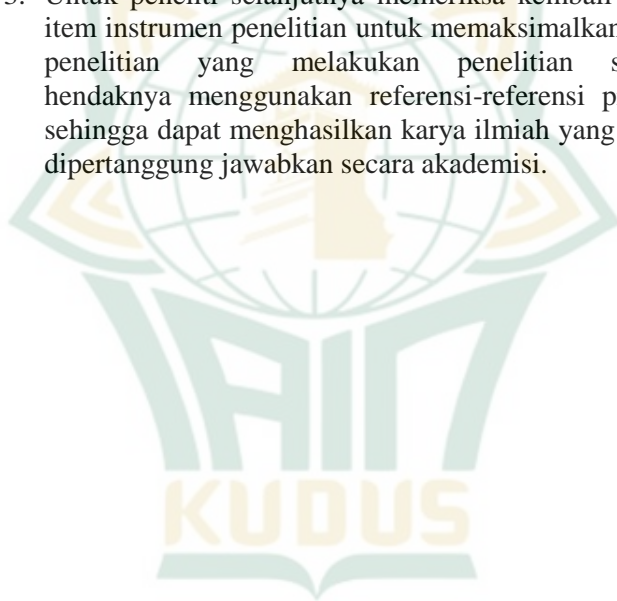 3. Untuk peneliti selanjutnya memeriksa kembali
item instrumen penelitian untuk memaksimalkan
penelitian yang melakukan penelitian
hendaknya menggunakan referensi-referensi
sehingga dapat menghasilkan karya ilmiah yang
dipertanggung jawabkan secara akademisi.
IAIN
KUDUS